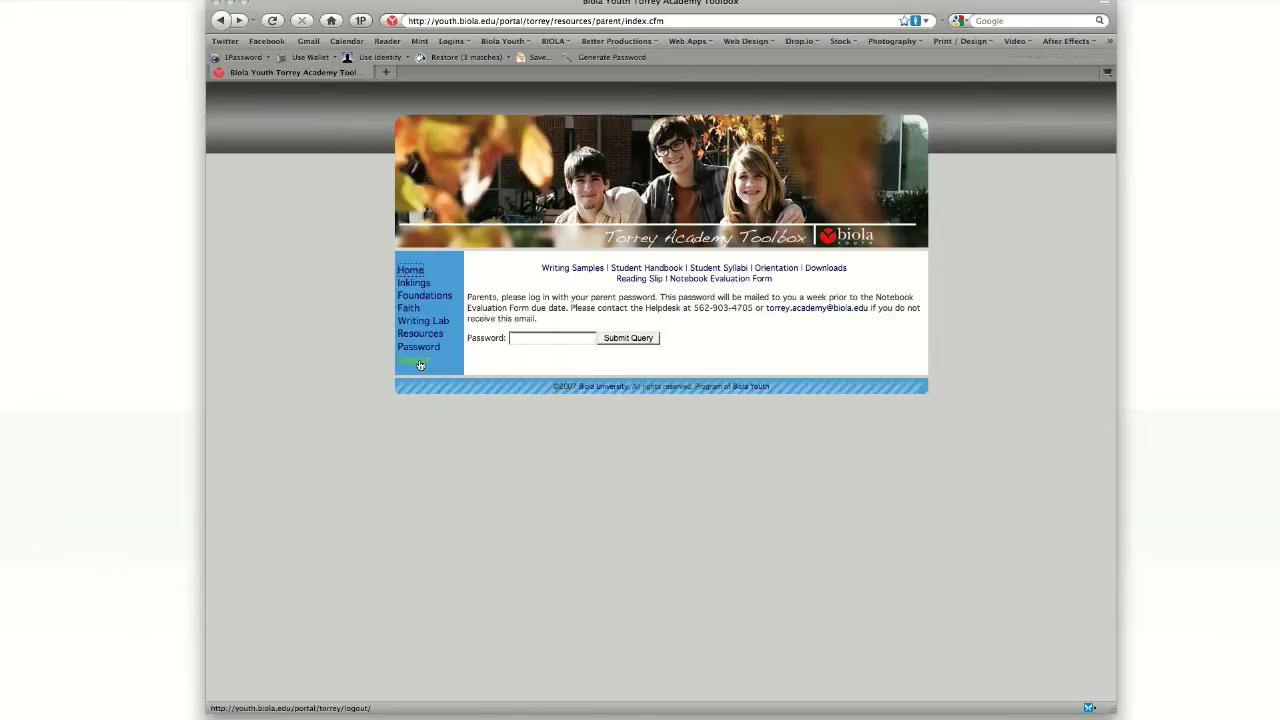 Biola Youth Torrey Academy Toolbox
1P http://youth.biola.edu/portal/torrey/resources/parent/index.cfm Google
Twitter Facebook Gmail Calendar Reader Mint Logins Biola Youth BIOLA Better Productions Web Apps Web Design Drop.io Stock Photography Print / Design Video After Effects »
1Password Use Wallet Use Identity Restore (3 matches) Save... Generate Password
Biola Youth Torrey Academy Tool... +
Torrey Academy Toolbox biola
YOUTH
Home
Inklings
Foundations
Faith
Writing Lab
Resources
Password
Logout
Writing Samples | Student Handbook | Student Syllabi | Orientation | Downloads
Reading Slip | Notebook Evaluation Form
Parents, please log in with your parent password. This password will be mailed to you a week prior to the Notebook
Evaluation Form due date. Please contact the Helpdesk at 562-903-4705 or torrey.academy@biola.edu if you do not
receive this email.
Password: Submit Query
©2007 Biola University. All rights reserved. Program of Biola Youth
http://youth.biola.edu/portal/torrey/logout/